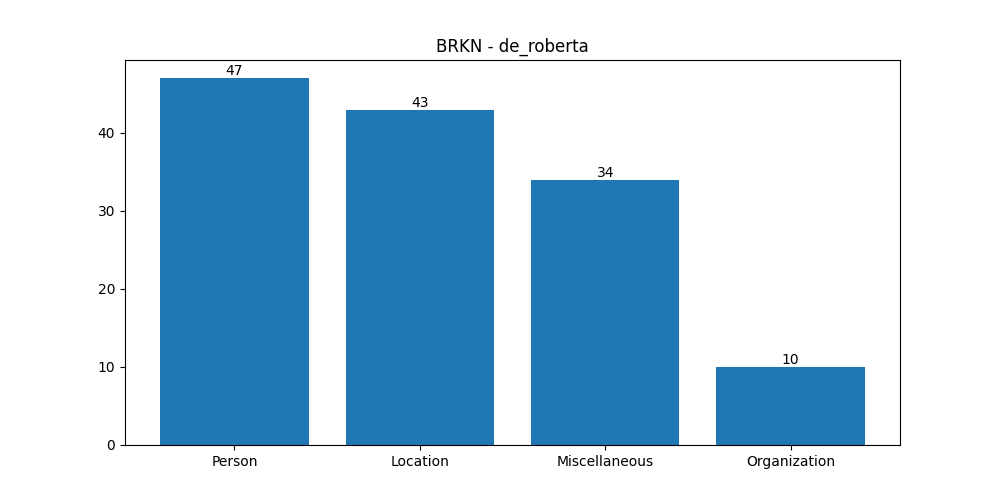 BRKN - de_roberta
47
43
34
10
40
30
20
10
0
Person
Location
Miscellaneous
Organization